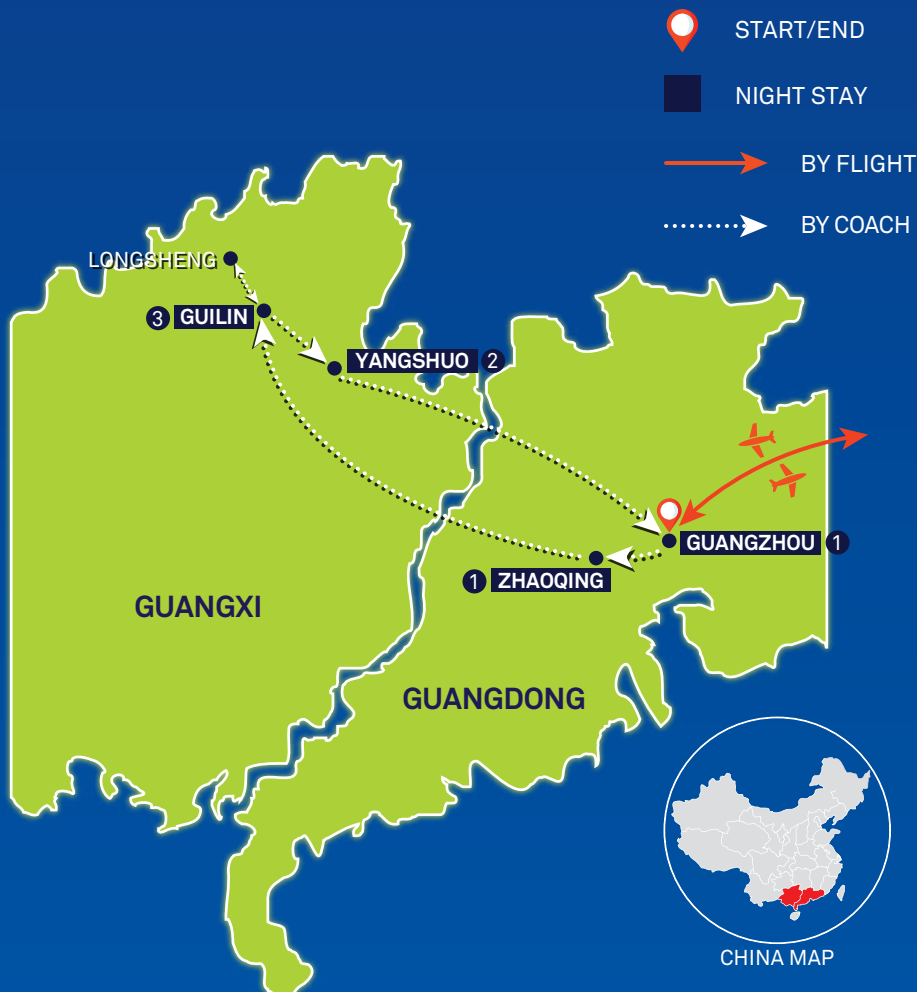 START/END
NIGHT STAY
BY FLIGHT
BY COACH
LONGSHENG
3 GUILIN
YANGSHUO 2
GUANGZHOU 1
1 ZHAOQING
GUANGXI
GUANGDONG
CHINA MAP